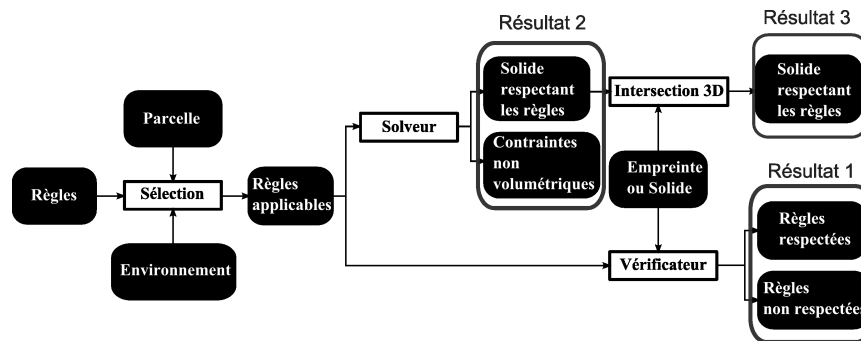 Résultat 2
Résultat 3
Solide
respectant
les règles
Intersection 3D
Solide
respectant
les règles
Parcelle
Solveur
Contraintes
non
volumétriques
Empreinte
ou Solide
Résultat 1
Règles
Sélection
Règles
applicables
Règles
respectées
Environnement
Vérificateur
Règles
non respectées